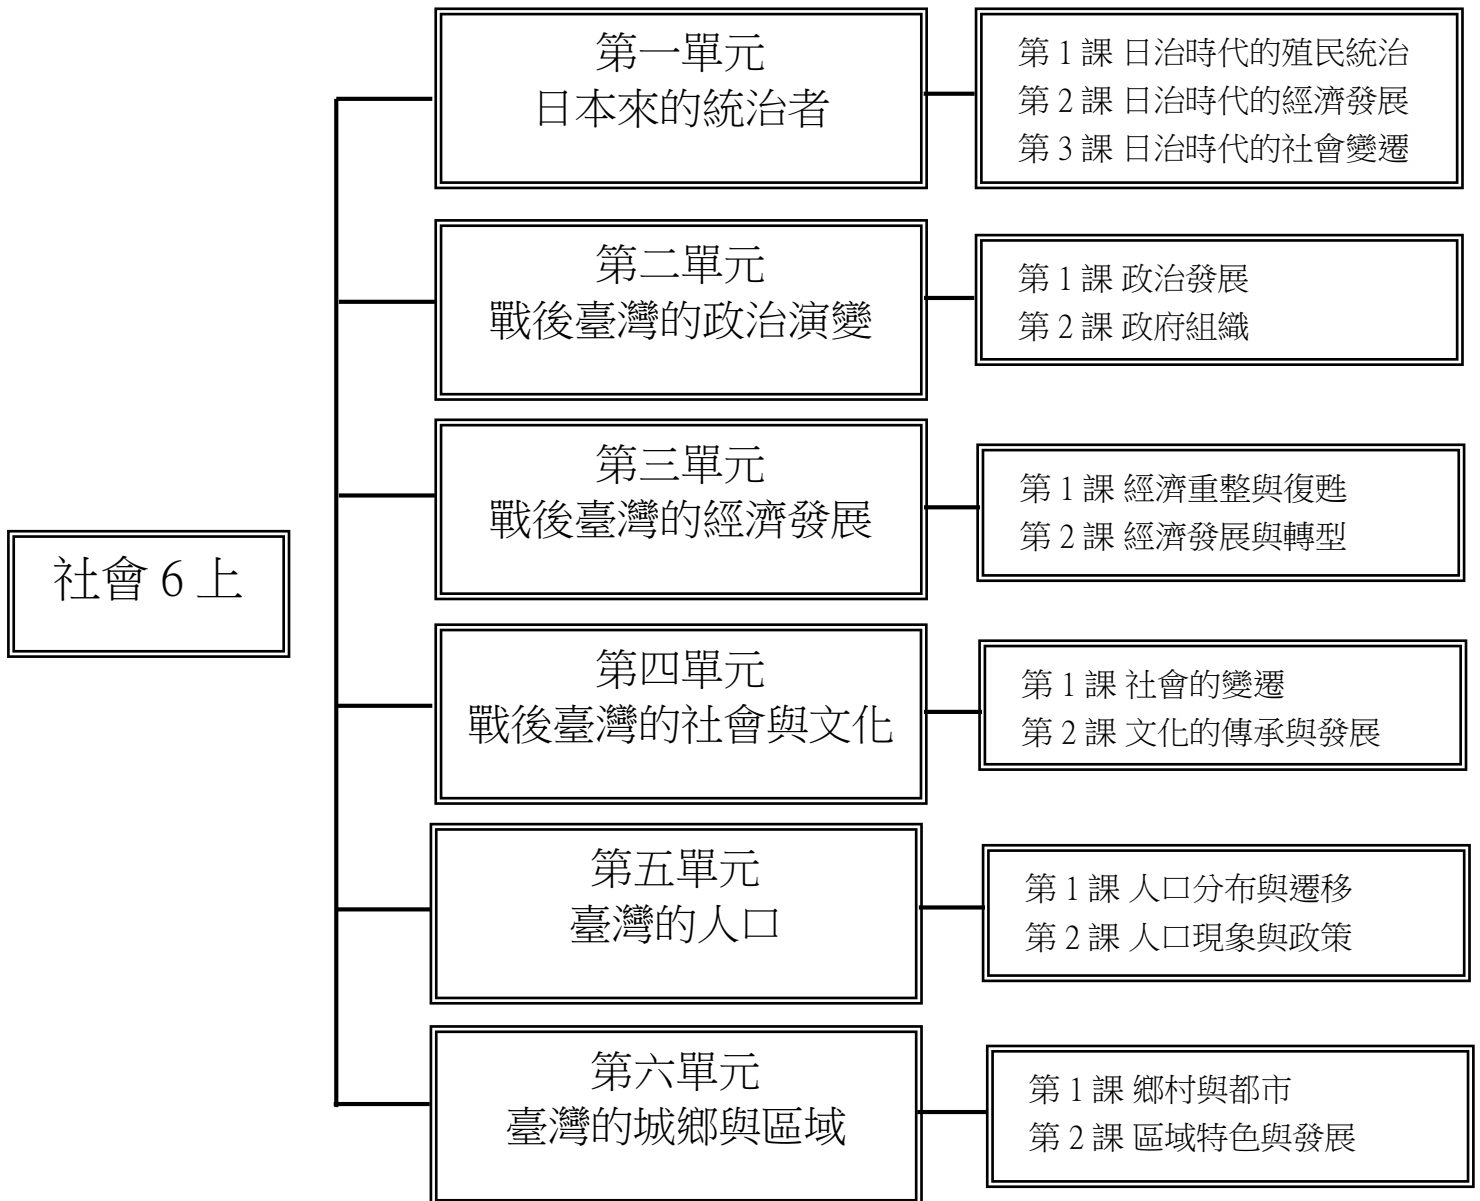 社會 6 上
第一單元
日本來的統治者
第 1 課 日治時代的殖民統治
第 2 課 日治時代的經濟發展
第 3 課 日治時代的社會變遷
第二單元
戰後臺灣的政治演變
第 1 課 政治發展
第 2 課 政府組織
第三單元
戰後臺灣的經濟發展
第 1 課 經濟重整與復甦
第 2 課 經濟發展與轉型
第四單元
戰後臺灣的社會與文化
第 1 課 社會的變遷
第 2 課 文化的傳承與發展
第五單元
臺灣的人口
第 1 課 人口分布與遷移
第 2 課 人口現象與政策
第六單元
臺灣的城鄉與區域
第 1 課 鄉村與都市
第 2 課 區域特色與發展